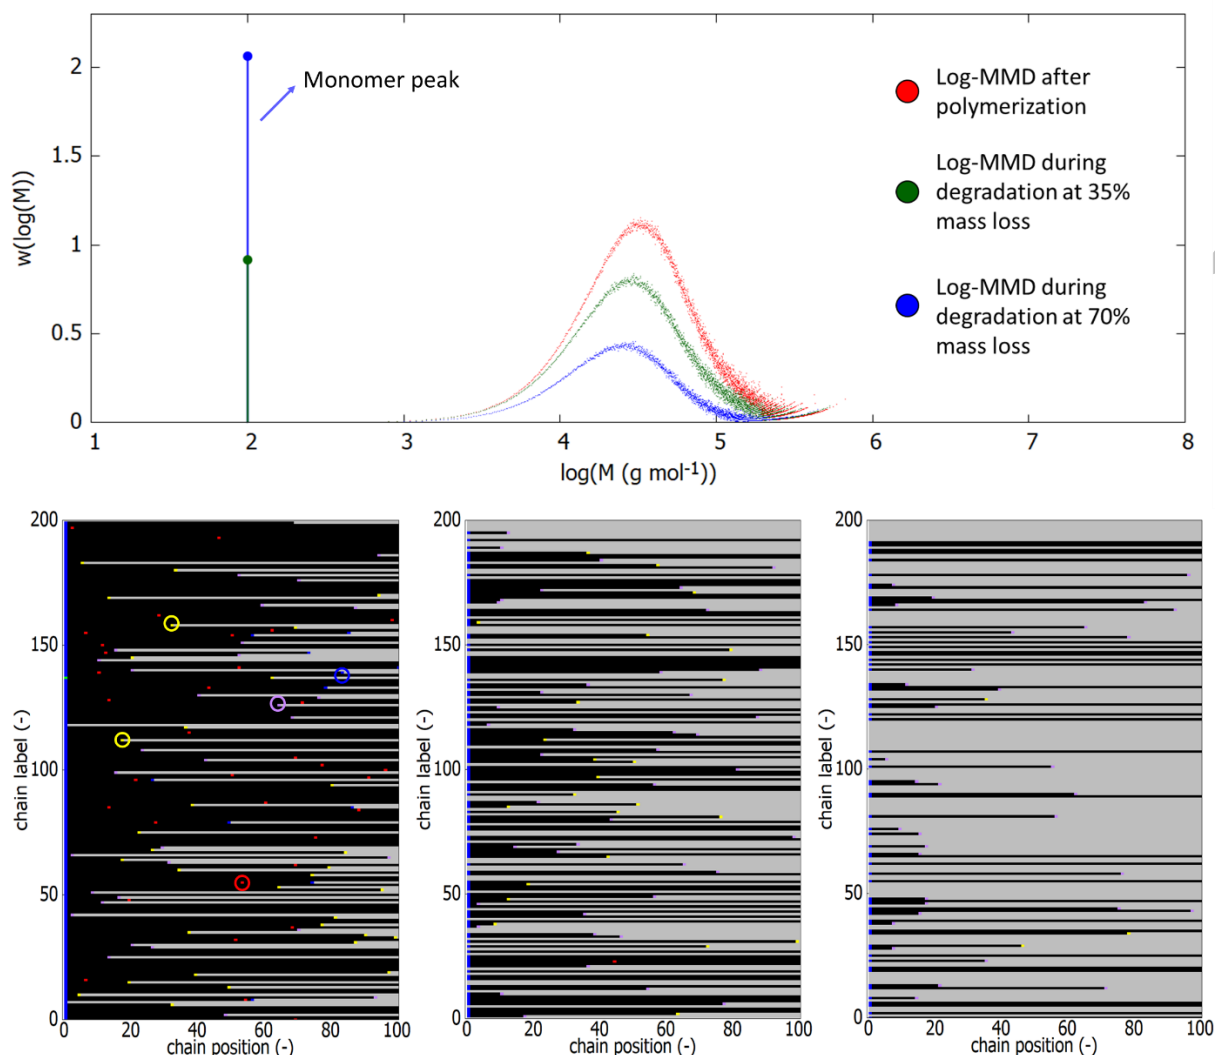 2
1.5
1
0.5
0
w(log(M))
Monomer peak
Log-MMD after
polymerization
Log-MMD during
degradation at 35%
mass loss
Log-MMD during
degradation at 70%
mass loss
1 2 3 4 5 6 7 8
log(M (g mol⁻¹))
200
150
100
50
0
chain label (-)
0 20 40 60 80 100
chain position (-)
200
150
100
50
0
chain label (-)
0 20 40 60 80 100
chain position (-)
200
150
100
50
0
chain label (-)
0 20 40 60 80 100
chain position (-)